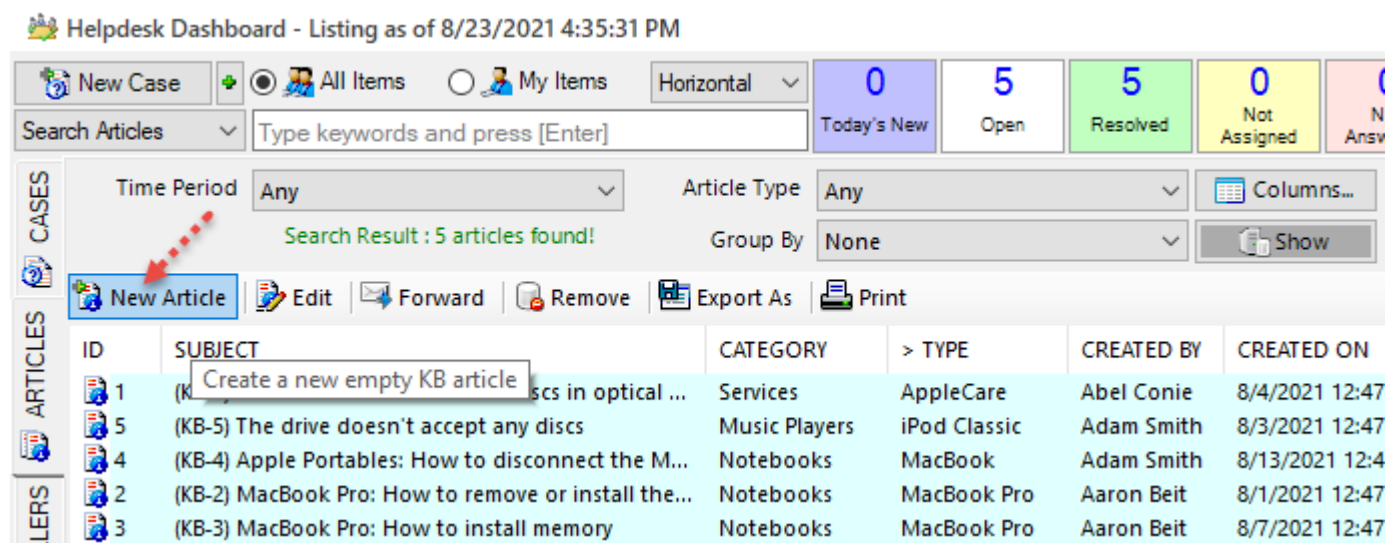 Helpdesk Dashboard - Listing as of 8/23/2021 4:35:31 PM
New Case All Items My Items Horizontal
0 Today's New
5 Open
5 Resolved
0 Not Assigned
Search Articles Type keywords and press [Enter]
CASES
Time Period Any Article Type Any Columns...
Search Result : 5 articles found! Group By None Show
New Article Edit Forward Remove Export As Print
ARTICLES
ID SUBJECT CATEGORY > TYPE CREATED BY CREATED ON
Create a new empty KB article
1 scs in optical ... Services AppleCare Abel Conie 8/4/2021 12:47
5 (KB-5) The drive doesn't accept any discs Music Players iPod Classic Adam Smith 8/3/2021 12:47
4 (KB-4) Apple Portables: How to disconnect the M... Notebooks MacBook Adam Smith 8/13/2021 12:4
2 (KB-2) MacBook Pro: How to remove or install the... Notebooks MacBook Pro Aaron Beit 8/1/2021 12:47
3 (KB-3) MacBook Pro: How to install memory Notebooks MacBook Pro Aaron Beit 8/7/2021 12:47
LLERS